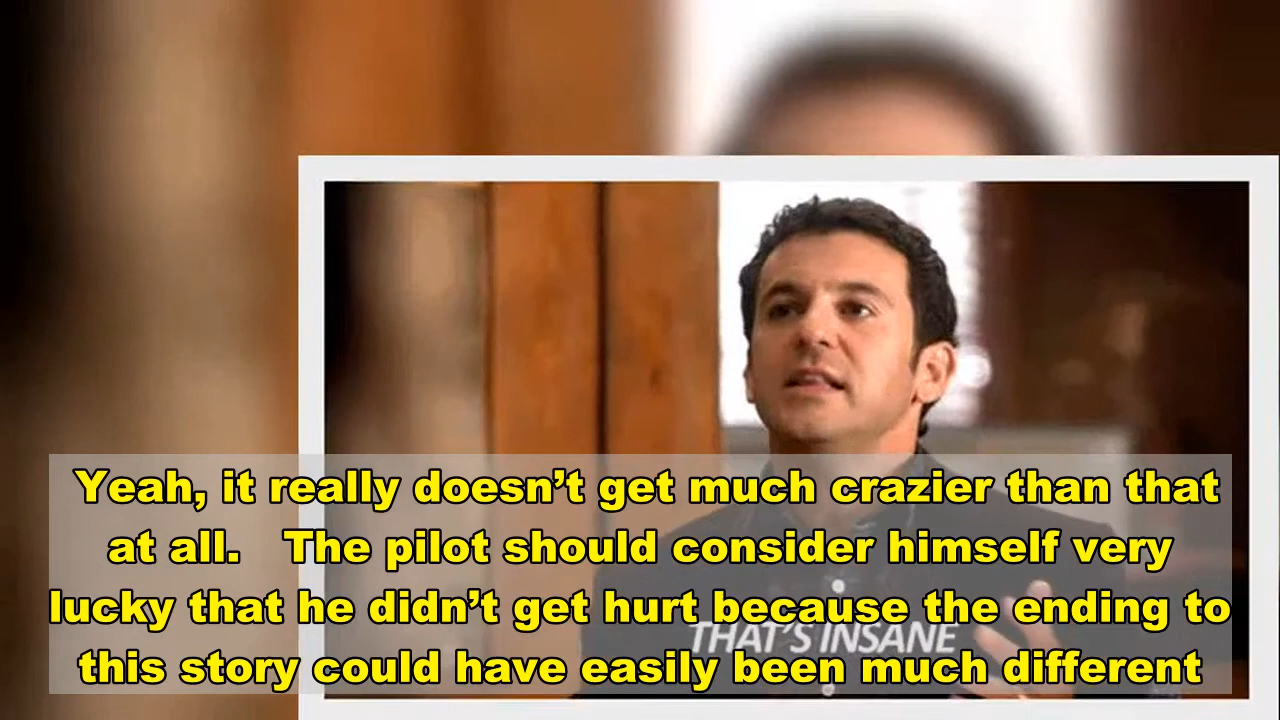 Yeah, it really doesn’t get much crazier than that
at all. The pilot should consider himself very
lucky that he didn’t get hurt because the ending to
THAT'S INSANE
this story could have easily been much different